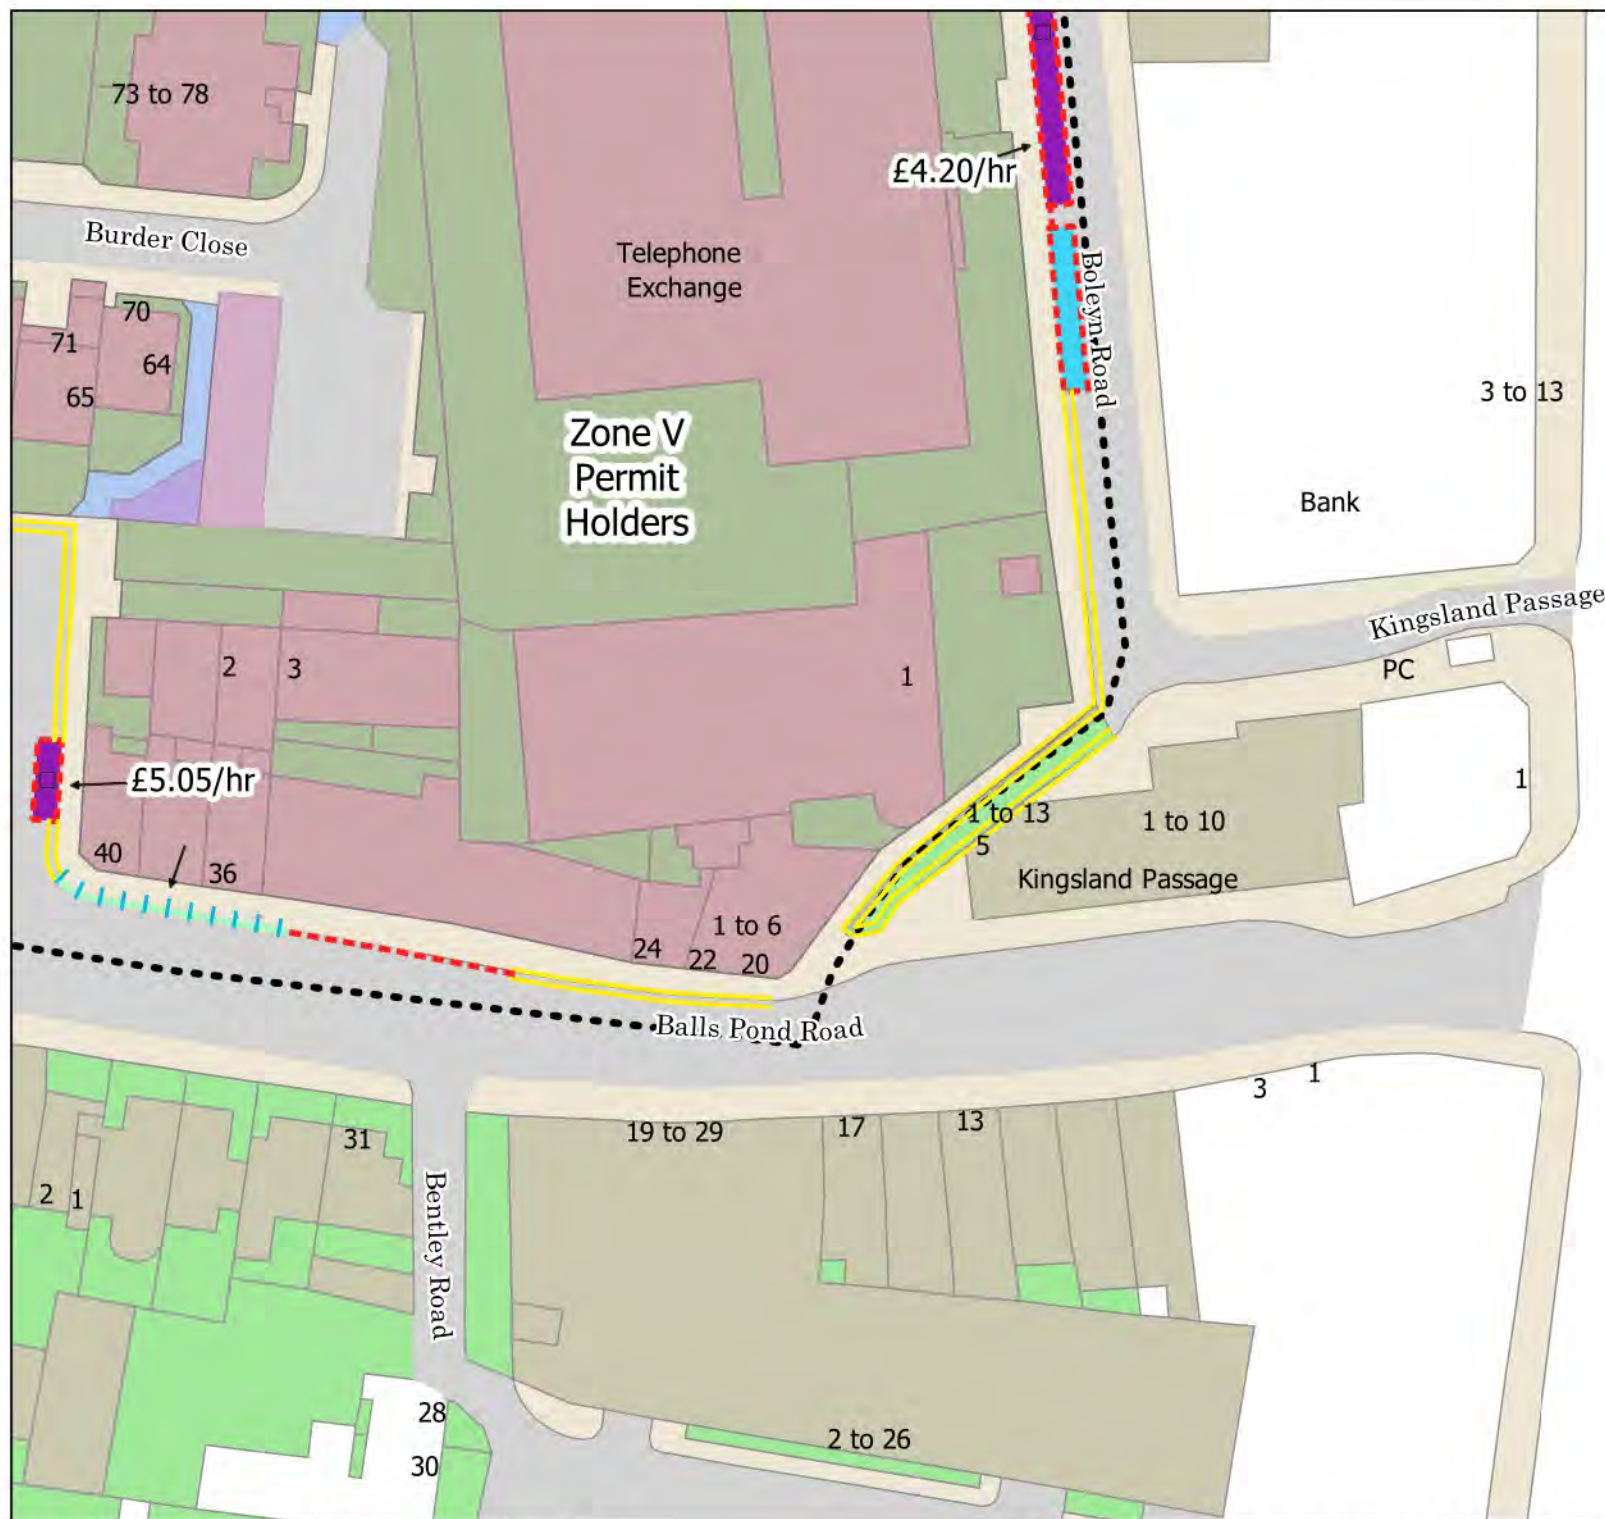 73 to 78
£4.20/hr
Burder Close
Telephone
Exchange
Boleyn Road
70
71
64
65
3 to 13
Zone V
Permit
Holders
Bank
Kingsland Passage
PC
2
3
1
£5.05/hr
1
1 to 13
5
1 to 10
40
36
Kingsland Passage
1 to 6
24
22
20
Balls Pond Road
3
1
31
19 to 29
17
13
2
1
Bentley Road
28
30
2 to 26